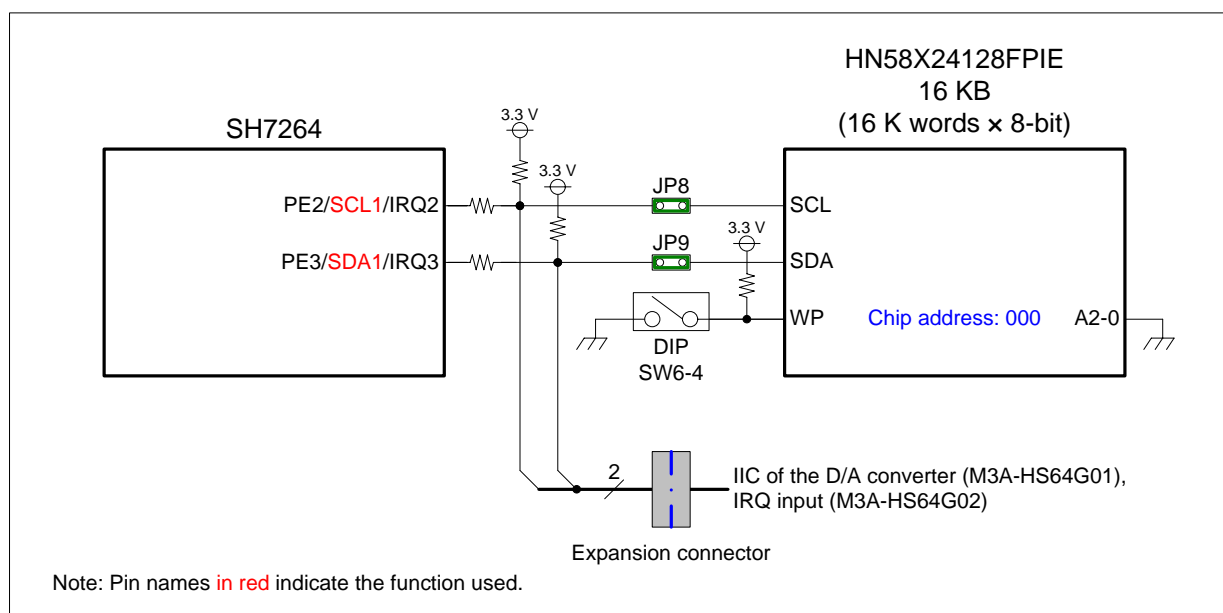 HN58X24128FPIE
16 KB
(16 K words × 8-bit)
SH7264
3.3 V
3.3 V
PE2/SCL1/IRQ2
JP8
SCL
3.3 V
PE3/SDA1/IRQ3
JP9
SDA
WP
Chip address: 000
A2-0
DIP
SW6-4
2
IIC of the D/A converter (M3A-HS64G01),
IRQ input (M3A-HS64G02)
Expansion connector
Note: Pin names in red indicate the function used.